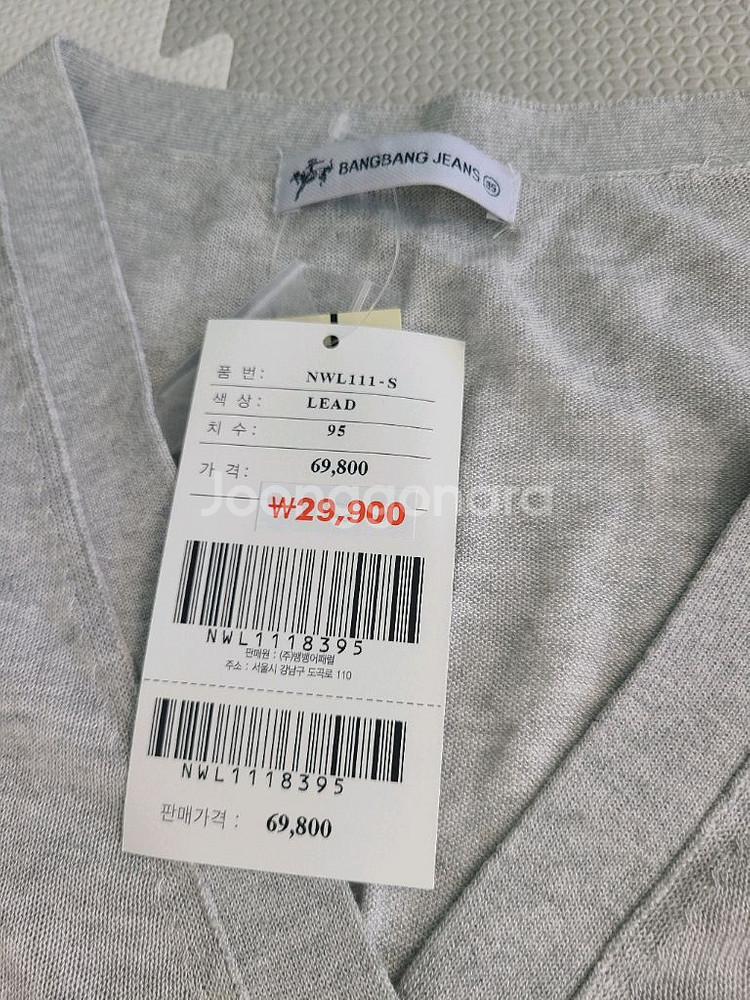 BANGBANG JEANS 95
품 번: NWL111-S
색 상: LEAD
치 수: 95
가 격: 69,800
Joonggonara
₩29,900
NWL1118395
판매원 : (주)뱅뱅어패럴
주소 : 서울시 강남구 도곡로 110
NWL1118395
판매가격 : 69,800